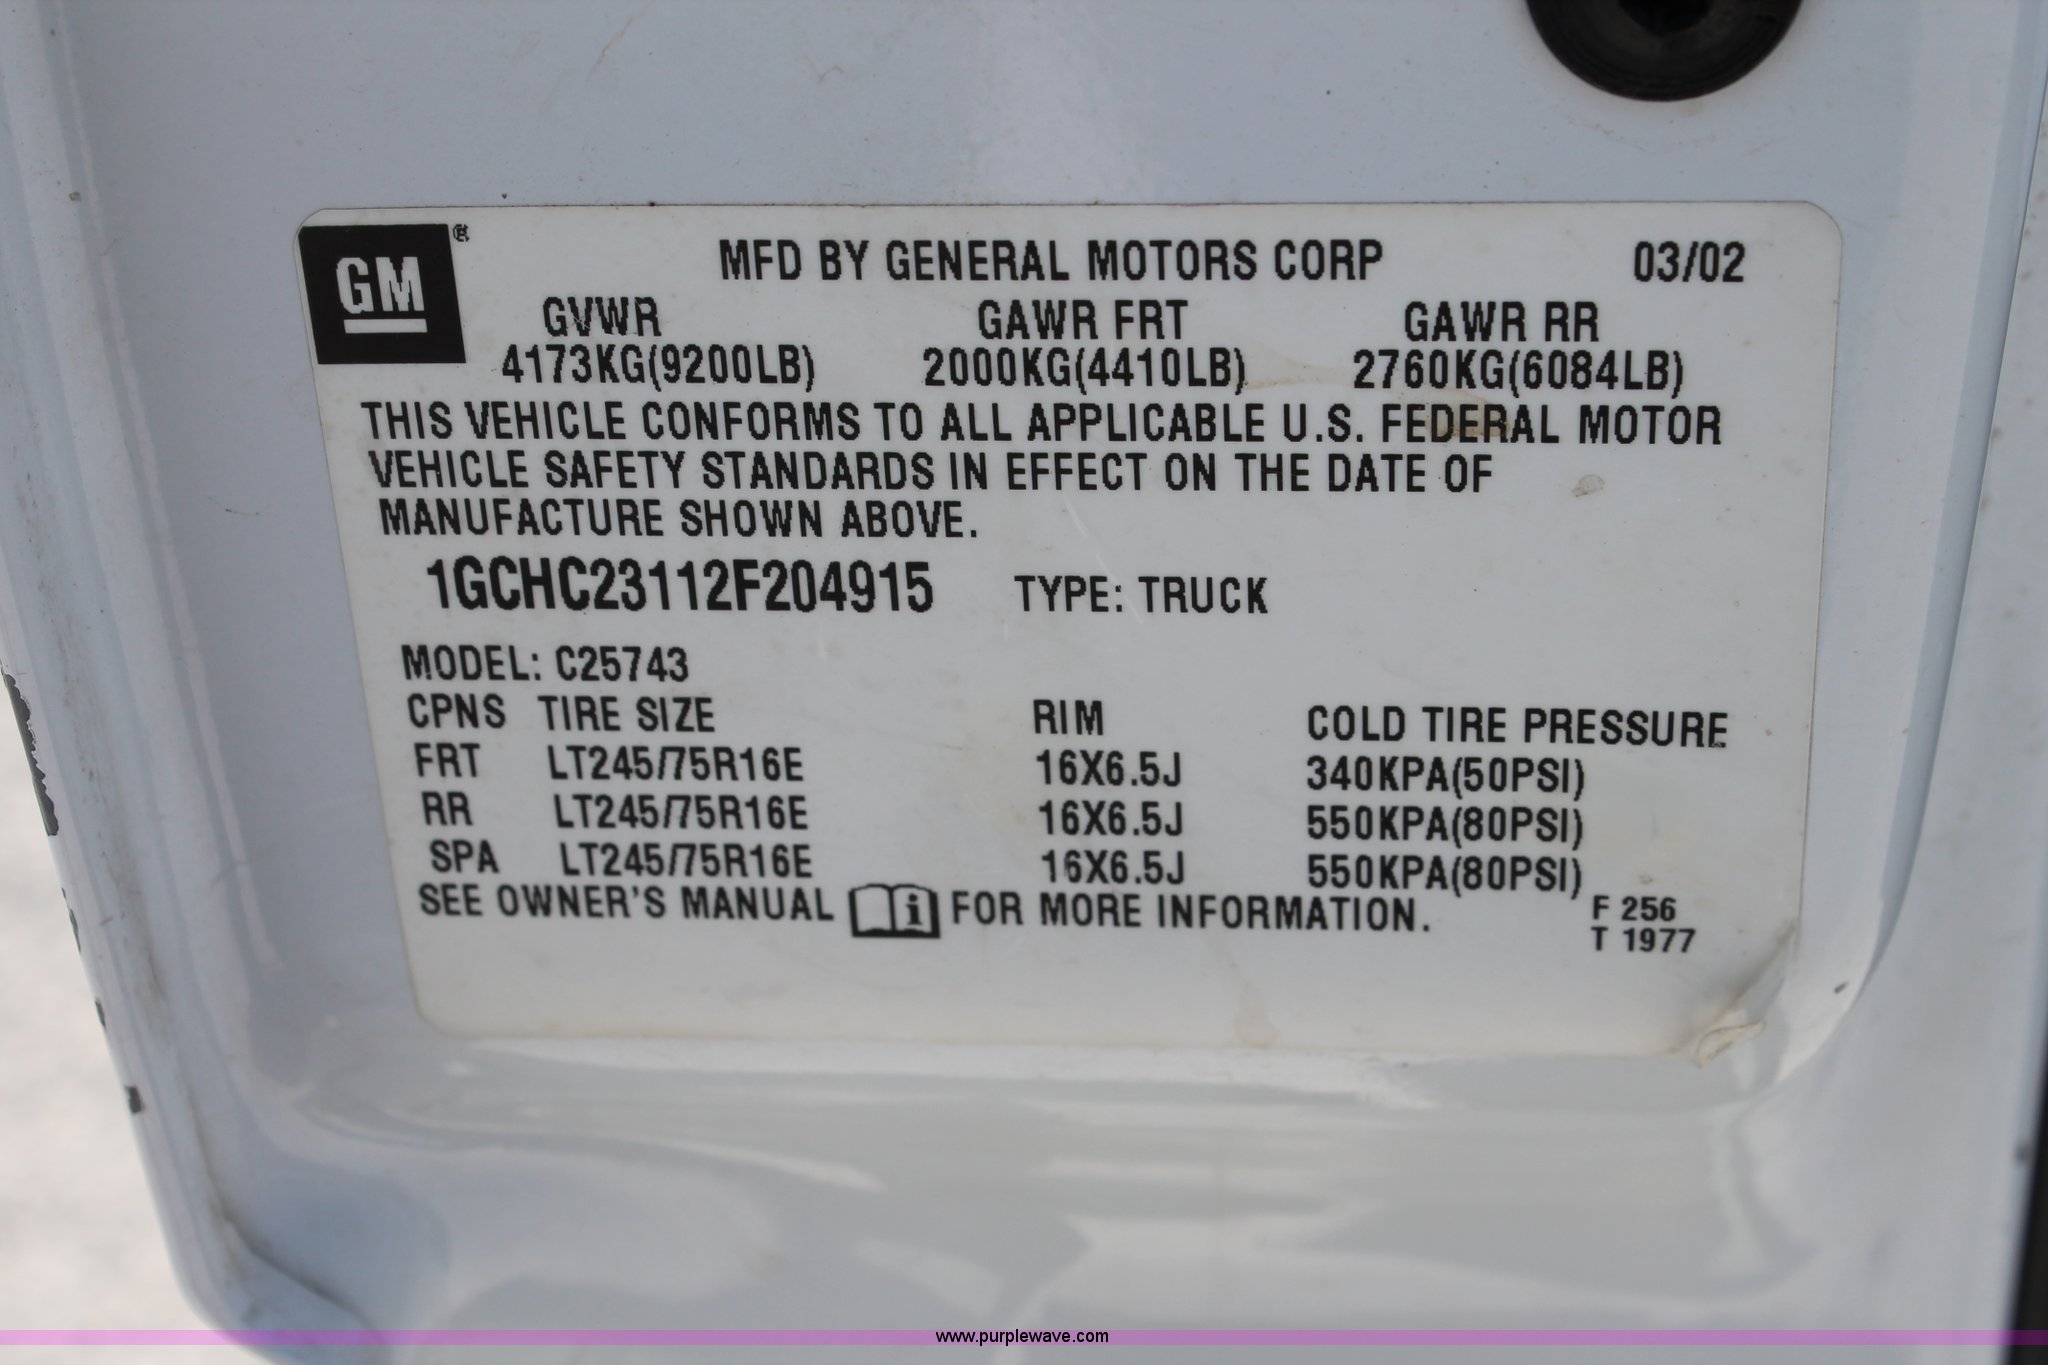 GM ®
MFD BY GENERAL MOTORS CORP 03/02
GVWR GAWR FRT GAWR RR
4173KG(9200LB) 2000KG(4410LB) 2760KG(6084LB)
THIS VEHICLE CONFORMS TO ALL APPLICABLE U.S. FEDERAL MOTOR
VEHICLE SAFETY STANDARDS IN EFFECT ON THE DATE OF
MANUFACTURE SHOWN ABOVE.
1GCHC23112F204915 TYPE: TRUCK
MODEL: C25743
CPNS TIRE SIZE RIM COLD TIRE PRESSURE
FRT LT245/75R16E 16X6.5J 340KPA(50PSI)
RR LT245/75R16E 16X6.5J 550KPA(80PSI)
SPA LT245/75R16E 16X6.5J 550KPA(80PSI)
SEE OWNER'S MANUAL i FOR MORE INFORMATION.
F 256
T 1977
www.purplewave.com